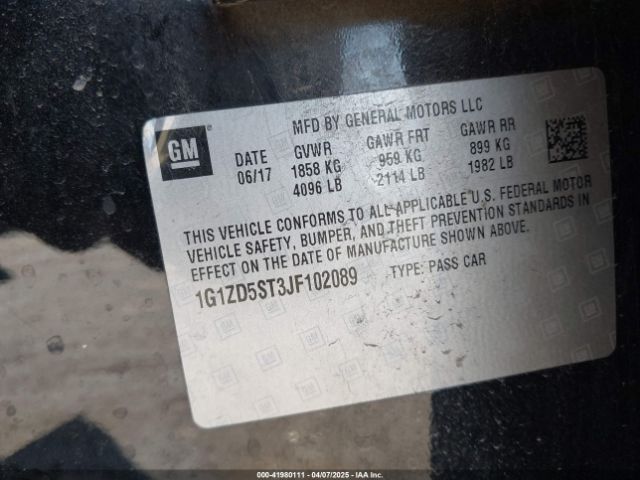 GM
MFD BY GENERAL MOTORS LLC
DATE GVWR GAWR FRT GAWR RR
06/17 1858 KG 959 KG 899 KG
4096 LB 2114 LB 1982 LB
THIS VEHICLE CONFORMS TO ALL APPLICABLE U.S. FEDERAL MOTOR
VEHICLE SAFETY, BUMPER, AND THEFT PREVENTION STANDARDS IN
EFFECT ON THE DATE OF MANUFACTURE SHOWN ABOVE.
1G1ZD5ST3JF102089 TYPE: PASS CAR
000-41980111 - 04/07/2025 - IAA Inc.